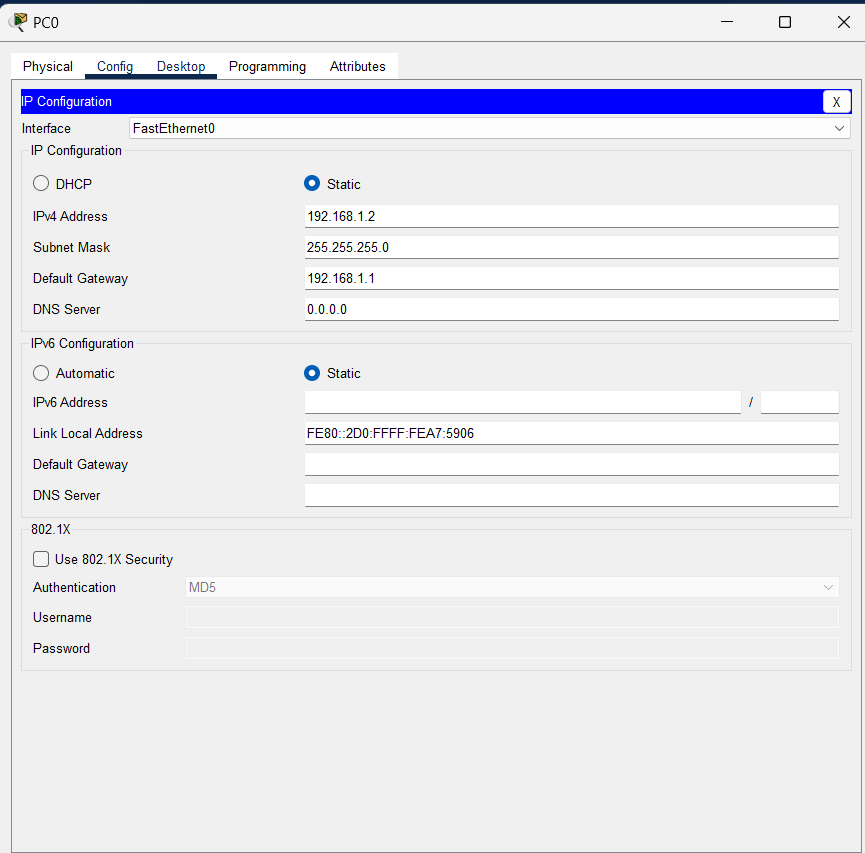 PC0
Physical Config Desktop Programming Attributes
IP Configuration X
Interface FastEthernet0
IP Configuration
DHCP Static
IPv4 Address 192.168.1.2
Subnet Mask 255.255.255.0
Default Gateway 192.168.1.1
DNS Server 0.0.0.0
IPv6 Configuration
Automatic Static
IPv6 Address /
Link Local Address FE80::2D0:FFFF:FEA7:5906
Default Gateway
DNS Server
802.1X
Use 802.1X Security
Authentication MD5
Username
Password